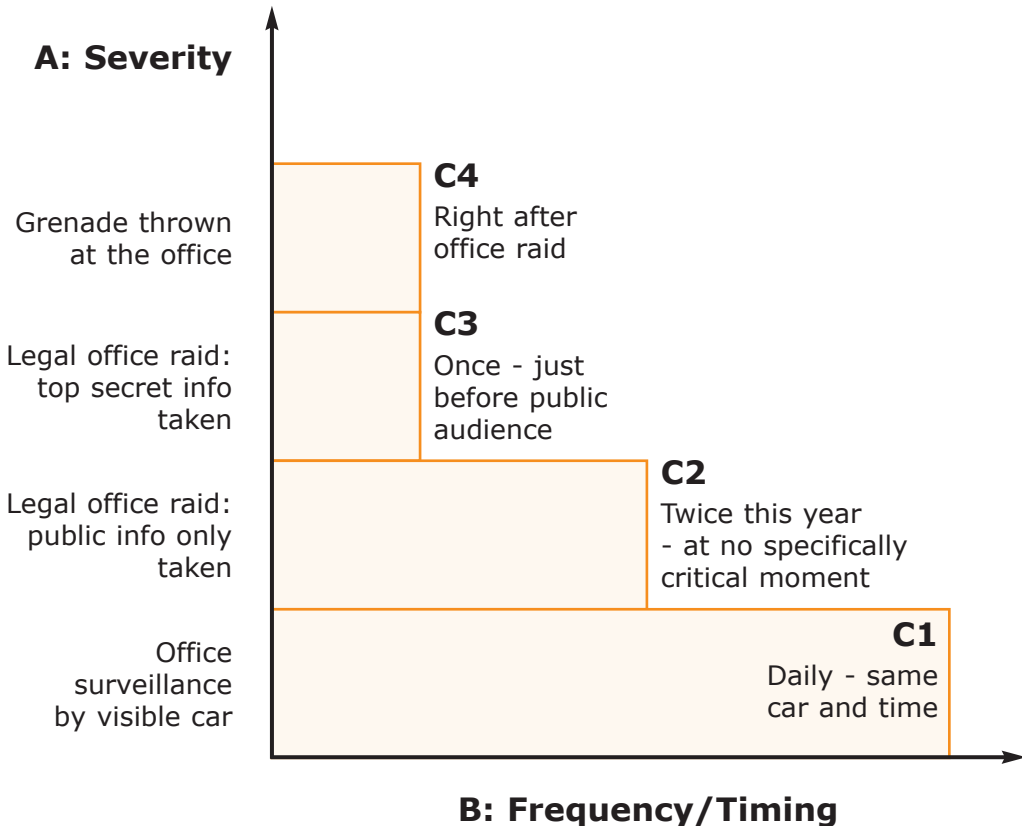 A: Severity
Grenade thrown
at the office
C4
Right after
office raid
Legal office raid:
top secret info
taken
C3
Once - just
before public
audience
Legal office raid:
public info only
taken
C2
Twice this year
- at no specifically
critical moment
Office
surveillance
by visible car
C1
Daily - same
car and time
B: Frequency/Timing